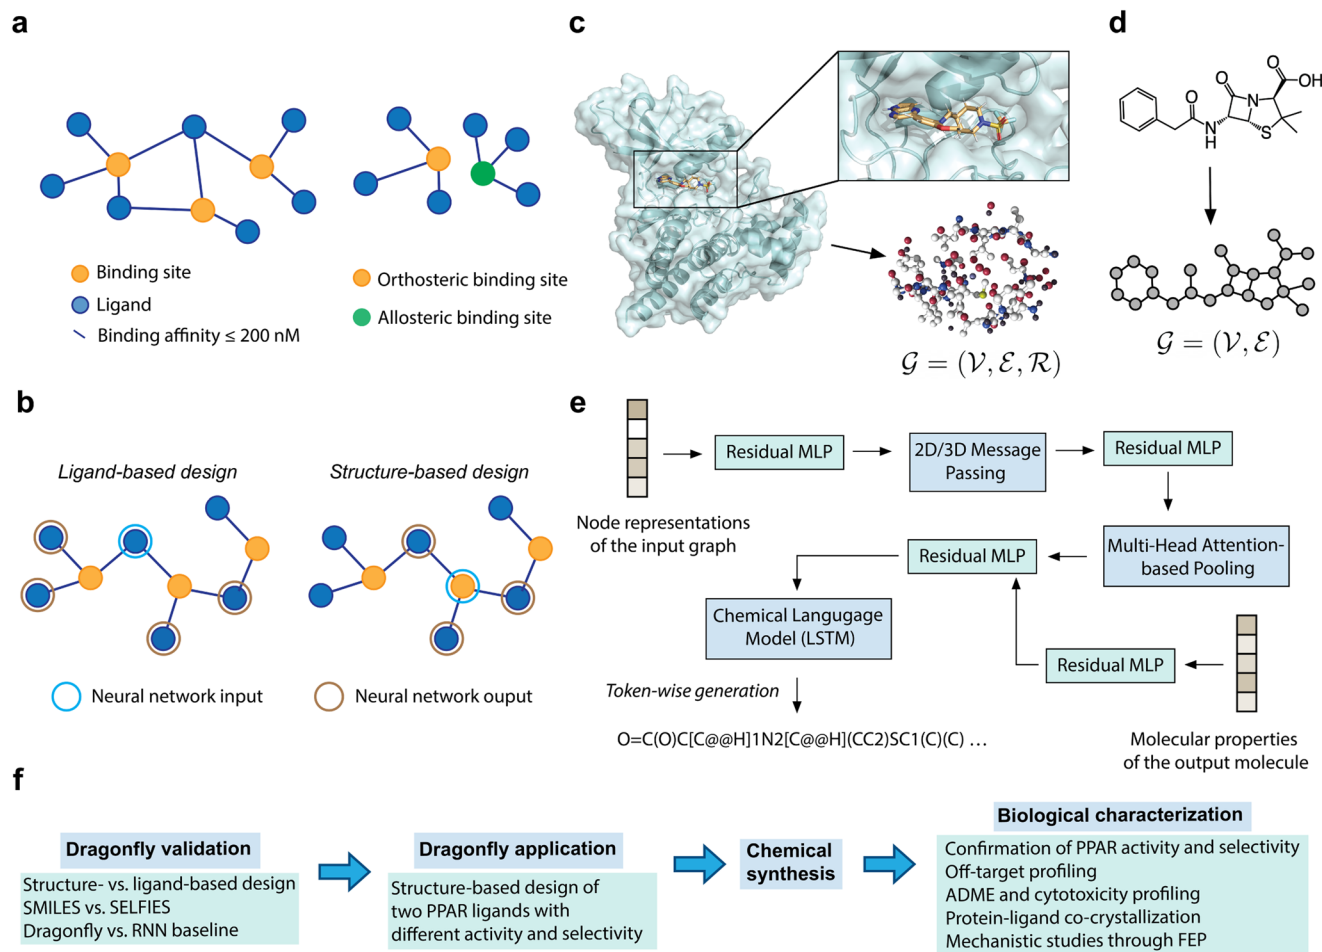 a
Binding site
Ligand
Binding affinity ≤ 200 nM
Orthosteric binding site
Allosteric binding site
b
Ligand-based design
Structure-based design
Neural network input
Neural network ouput
c
G = (V, E, R)
d
O
OH
O
O
N
N
H
H
S
G = (V, E)
e
Node representations
of the input graph
Residual MLP
2D/3D Message
Passing
Residual MLP
Multi-Head Attention-
based Pooling
Residual MLP
Chemical Langugage
Model (LSTM)
Residual MLP
Molecular properties
of the output molecule
Token-wise generation
O=C(O)C[C@@H]1N2[C@@H](CC2)SC1(C)(C) ...
f
Dragonfly validation
Structure- vs. ligand-based design
SMILES vs. SELFIES
Dragonfly vs. RNN baseline
Dragonfly application
Structure-based design of
two PPAR ligands with
different activity and selectivity
Chemical
synthesis
Biological characterization
Confirmation of PPAR activity and selectivity
Off-target profiling
ADME and cytotoxicity profiling
Protein-ligand co-crystallization
Mechanistic studies through FEP